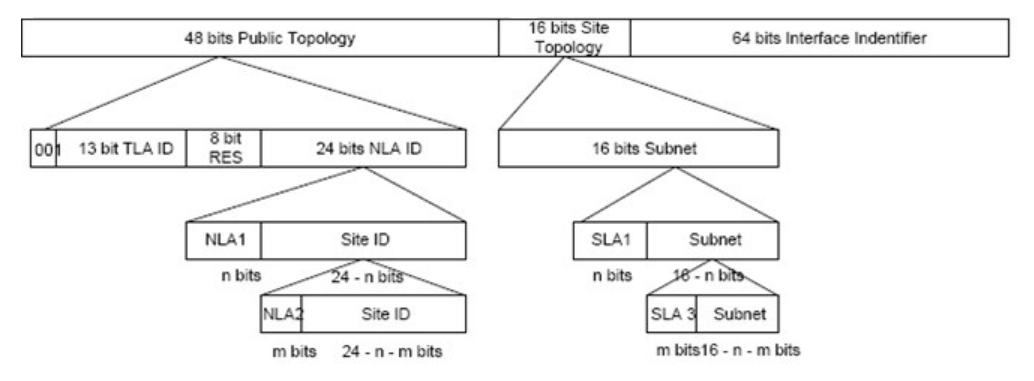 48 bits Public Topology
16 bits Site
Topology
64 bits Interface Indentifier
001
13 bit TLA ID
8 bit
RES
24 bits NLA ID
16 bits Subnet
NLA1
Site ID
SLA1
Subnet
n bits
24 - n bits
n bits
16 - n bits
NLA2
Site ID
SLA 3
Subnet
m bits
24 - n - m bits
m bits
16 - n - m bits